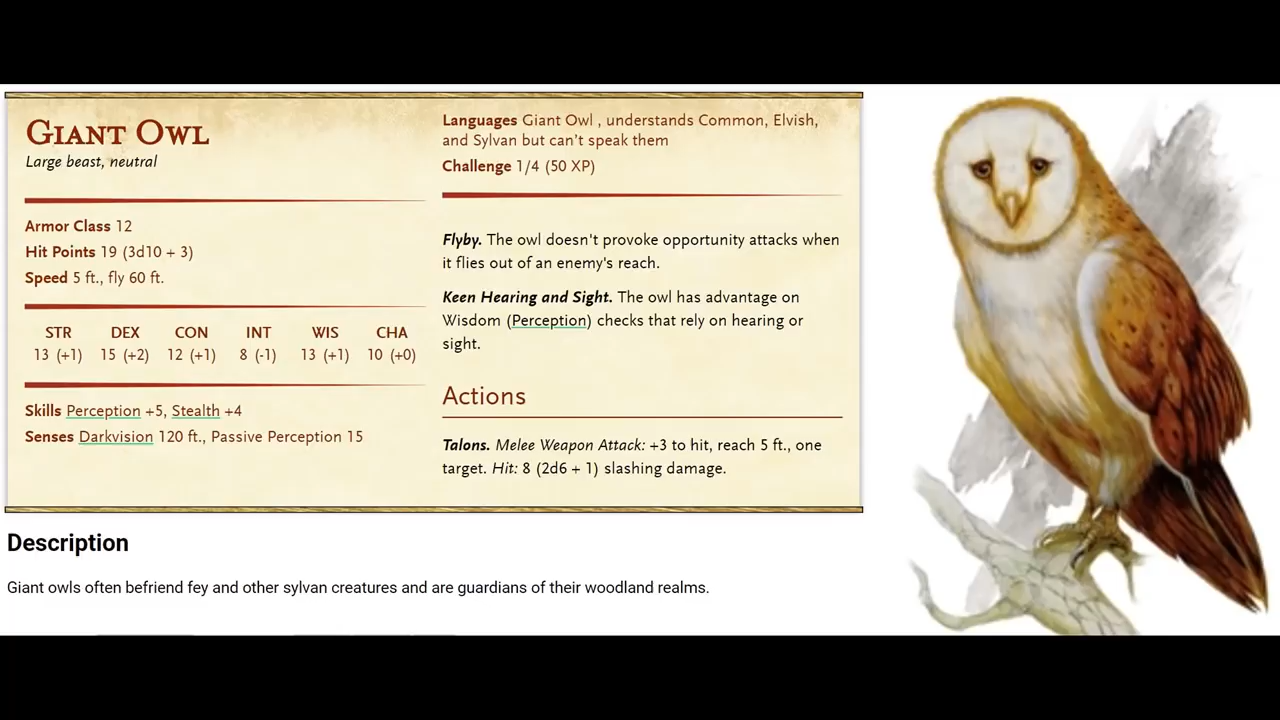 Giant Owl
Large beast, neutral
Armor Class 12
Hit Points 19 (3d10 + 3)
Speed 5 ft., fly 60 ft.
STR DEX CON INT WIS CHA
13 (+1) 15 (+2) 12 (+1) 8 (-1) 13 (+1) 10 (+0)
Skills Perception +5, Stealth +4
Senses Darkvision 120 ft., Passive Perception 15
Languages Giant Owl , understands Common, Elvish,
and Sylvan but can't speak them
Challenge 1/4 (50 XP)
Flyby. The owl doesn't provoke opportunity attacks when
it flies out of an enemy's reach.
Keen Hearing and Sight. The owl has advantage on
Wisdom (Perception) checks that rely on hearing or
sight.
Actions
Talons. Melee Weapon Attack: +3 to hit, reach 5 ft., one
target. Hit: 8 (2d6 + 1) slashing damage.
Description
Giant owls often befriend fey and other sylvan creatures and are guardians of their woodland realms.